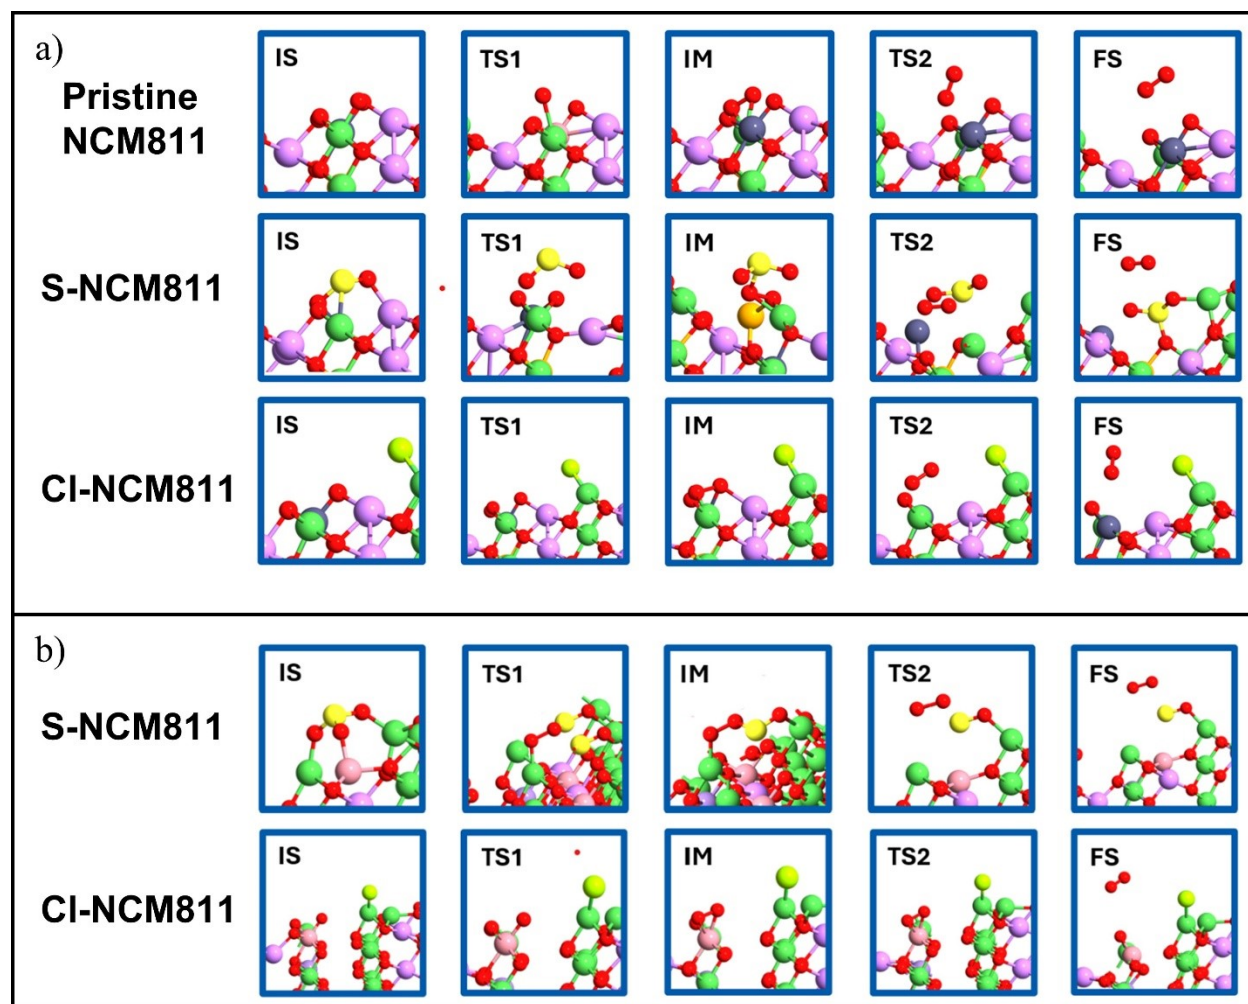 a)
Pristine
NCM811
IS
TS1
IM
TS2
FS
S-NCM811
IS
TS1
IM
TS2
FS
Cl-NCM811
IS
TS1
IM
TS2
FS
b)
S-NCM811
IS
TS1
IM
TS2
FS
Cl-NCM811
IS
TS1
IM
TS2
FS